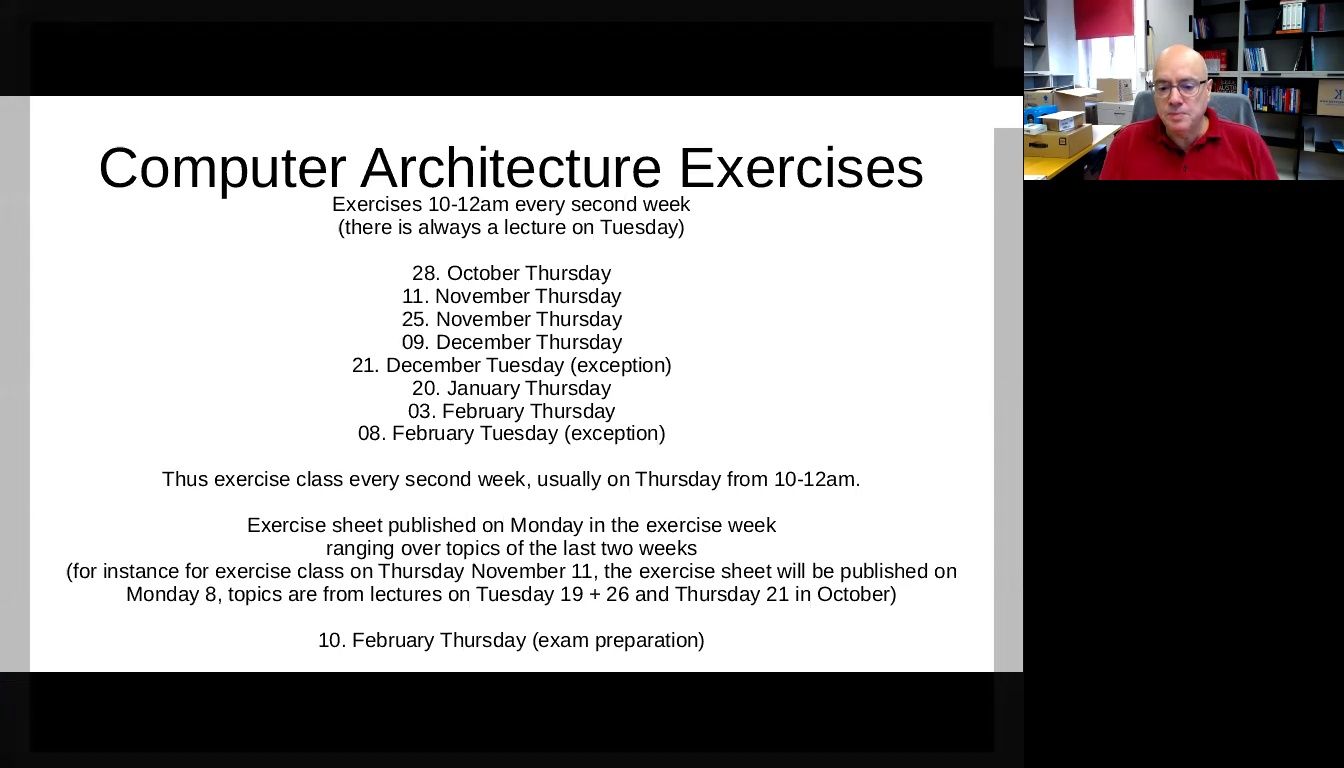 Computer Architecture Exercises
Exercises 10-12am every second week
(there is always a lecture on Tuesday)
28. October Thursday
11. November Thursday
25. November Thursday
09. December Thursday
21. December Tuesday (exception)
20. January Thursday
03. February Thursday
08. February Tuesday (exception)
Thus exercise class every second week, usually on Thursday from 10-12am.
Exercise sheet published on Monday in the exercise week
ranging over topics of the last two weeks
(for instance for exercise class on Thursday November 11, the exercise sheet will be published on
Monday 8, topics are from lectures on Tuesday 19 + 26 and Thursday 21 in October)
10. February Thursday (exam preparation)